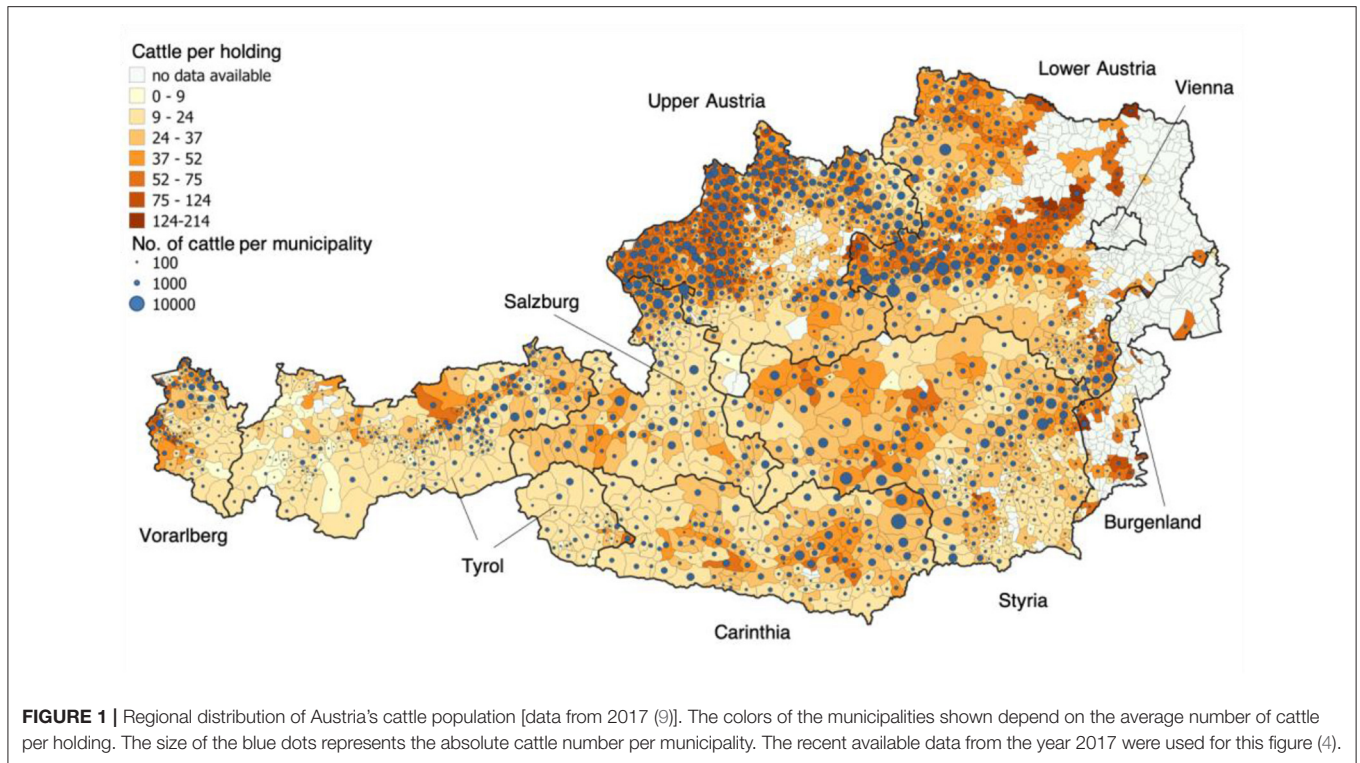 Cattle per holding
no data available
0 - 9
9 - 24
24 - 37
37 - 52
52 - 75
75 - 124
124-214
No. of cattle per municipality
100
1000
10000
Lower Austria
Vienna
Upper Austria
Salzburg
Vorarlberg
Tyrol
Burgenland
Styria
Carinthia
FIGURE 1 | Regional distribution of Austria's cattle population [data from 2017 (9)]. The colors of the municipalities shown depend on the average number of cattle
per holding. The size of the blue dots represents the absolute cattle number per municipality. The recent available data from the year 2017 were used for this figure (4).